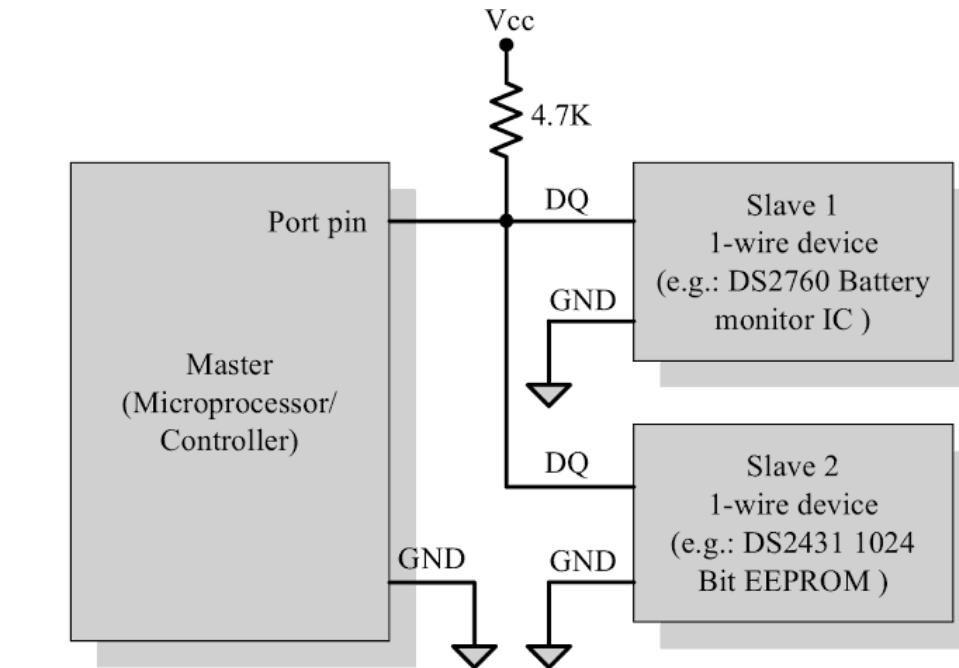 Vcc
4.7K
Port pin
DQ
Slave 1
1-wire device
(e.g.: DS2760 Battery
monitor IC )
GND
Master
(Microprocessor/
Controller)
DQ
Slave 2
1-wire device
(e.g.: DS2431 1024
Bit EEPROM )
GND
GND